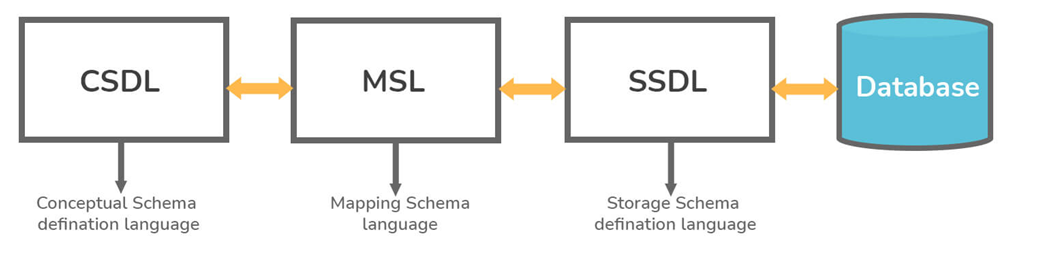 CSDL
MSL
SSDL
Database
Conceptual Schema
defination language
Mapping Schema
language
Storage Schema
defination language